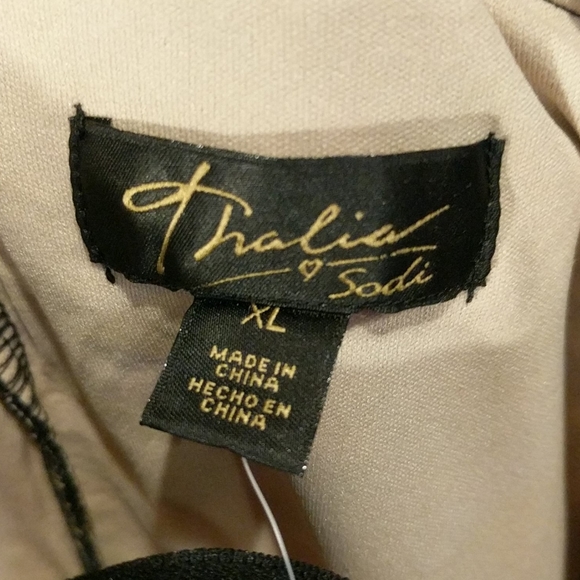 Thalia
Sodi
XL
MADE IN
CHINA
HECHO EN
CHINA